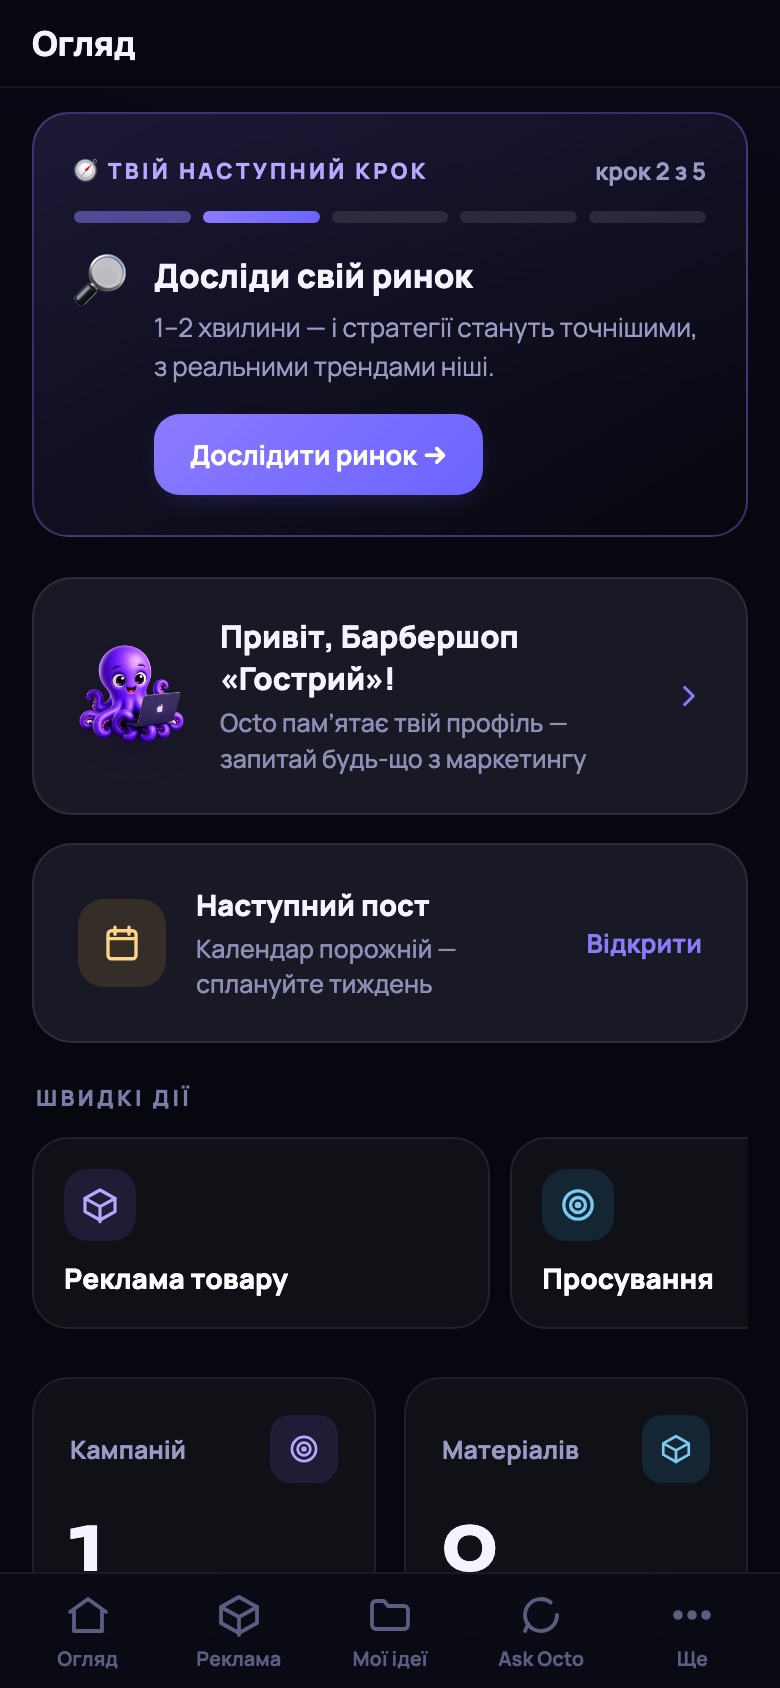 Огляд
ТВІЙ НАСТУПНИЙ КРОК
крок 2 з 5
Досліди свій ринок
1–2 хвилини — і стратегії стануть точнішими,
з реальними трендами ніші.
Дослідити ринок →
Привіт, Барбершоп
«Гострий»!
Octo пам’ятає твій профіль —
запитай будь-що з маркетингу
Наступний пост
Календар порожній —
сплануйте тиждень
Відкрити
ШВИДКІ ДІЇ
Реклама товару
Просування
Кампаній
Матеріалів
1
0
Огляд
Реклама
Мої ідеї
Ask Octo
Ще